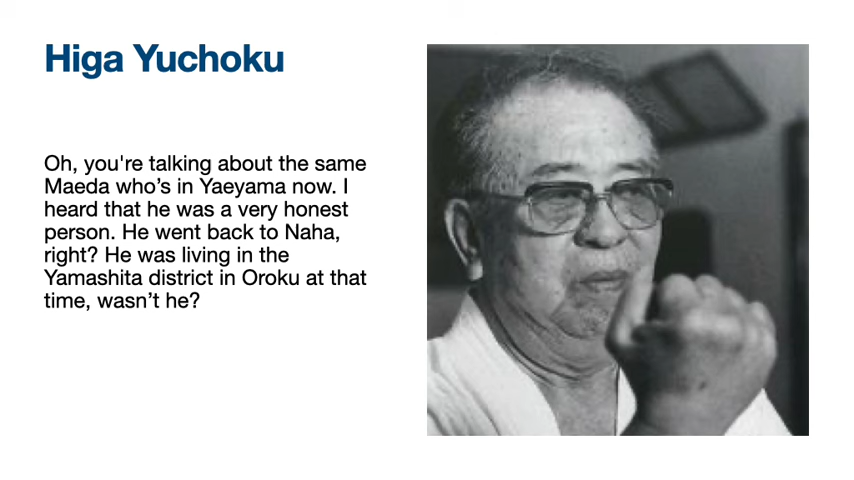 Higa Yuchoku
Oh, you're talking about the same
Maeda who’s in Yaeyama now. I
heard that he was a very honest
person. He went back to Naha,
right? He was living in the
Yamashita district in Oroku at that
time, wasn’t he?